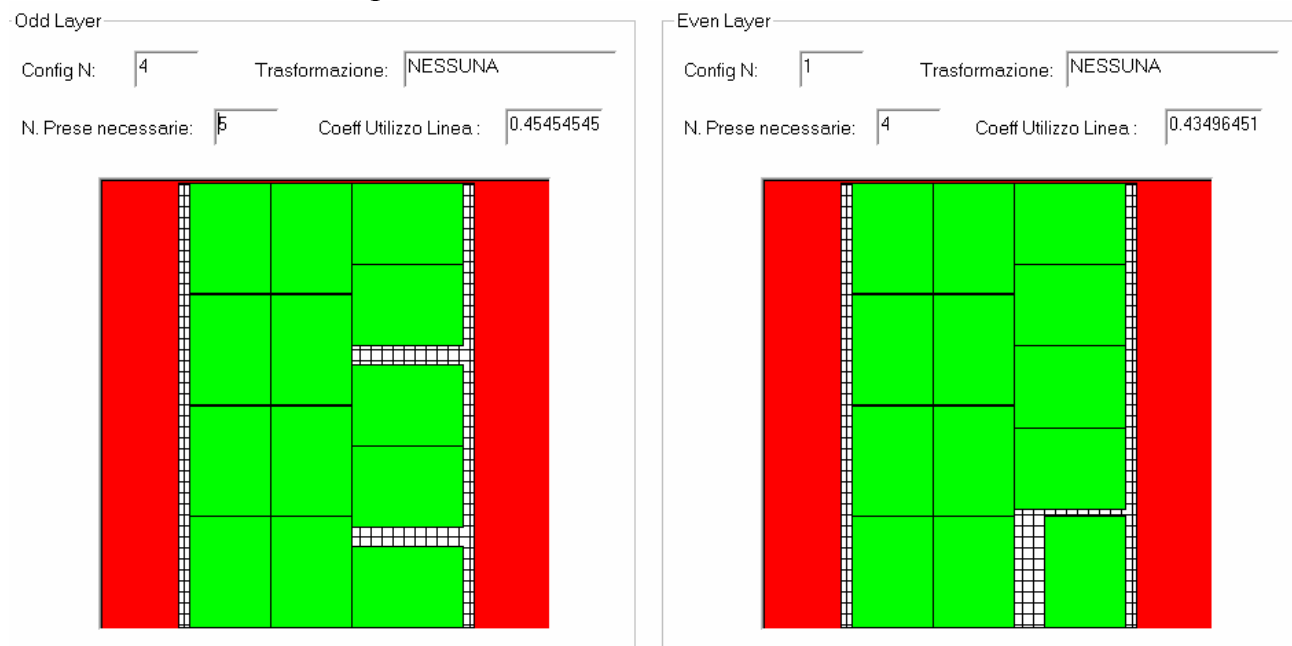 Odd Layer
Config N: 4 Trasformazione: NESSUNA
N. Prese necessarie: 5 Coeff Utilizzo Linea : 0.45454545
Even Layer
Config N: 1 Trasformazione: NESSUNA
N. Prese necessarie: 4 Coeff Utilizzo Linea : 0.43496451